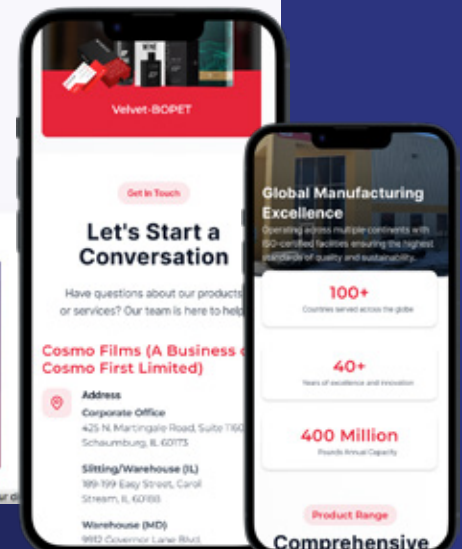 Velvet-BOPET
Get In Touch
Let's Start a
Conversation
Have questions about our products
or services? Our team is here to help
Cosmo Films (A Business
Cosmo First Limited)
Address
Corporate Office
425 N. Martingale Road, Suite 1160
Schaumburg, IL 60173
Slitting/Warehouse (IL)
189-199 Easy Street, Carol
Stream, IL 60188
Warehouse (MD)
9912 Governor Lane Blvd.
Global Manufacturing
Excellence
Operating across multiple continents with
ISO-certified facilities ensuring the highest
standards of quality and sustainability.
100+
Countries served across the globe
40+
Years of excellence and innovation
400 Million
Pounds Annual Capacity
Product Range
Comprehensive